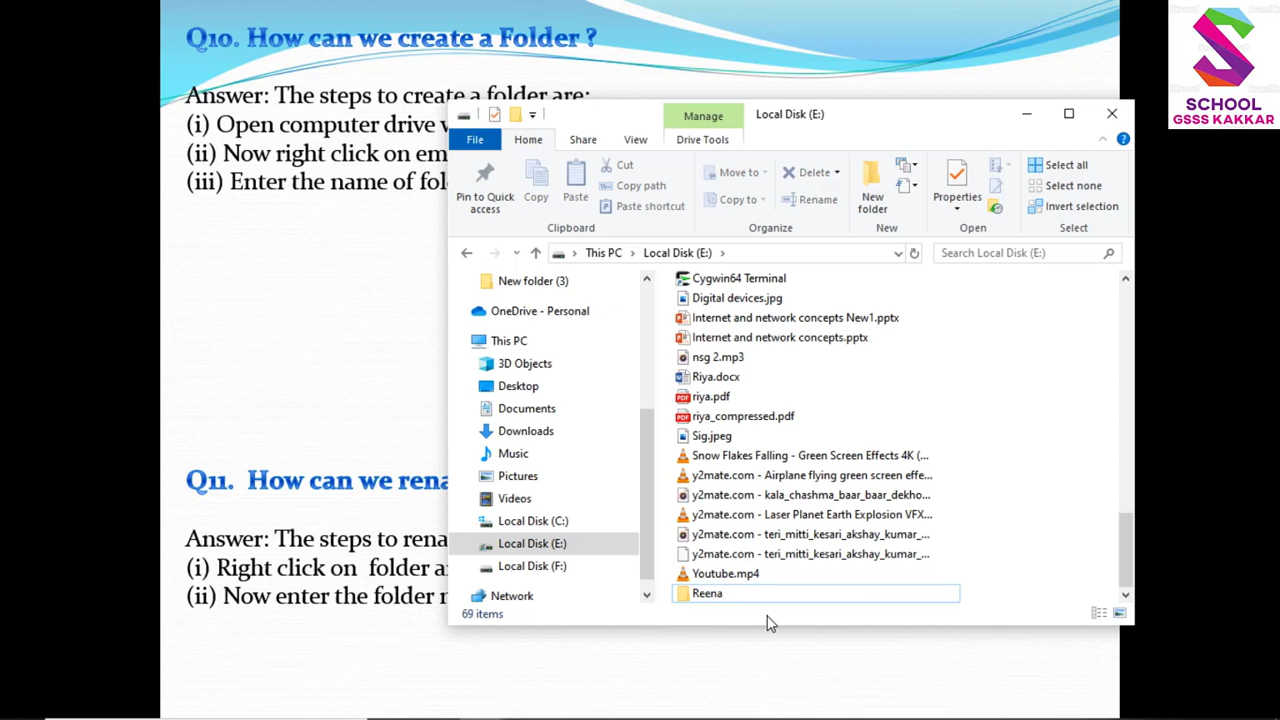 Q10. How can we create a Folder ?
Answer: The steps to create a folder are:
(i) Open computer drive
(ii) Now right click on
(iii) Enter the name of
Q11. How can we
Answer: The steps to
(i) Right click on folder
(ii) Now enter the folder
SCHOOL
GSSS KAKKAR
Manage
Local Disk (E:)
File
Home
Share
View
Drive Tools
Pin to Quick access
Copy
Paste
Cut
Copy path
Paste shortcut
Clipboard
Move to
Copy to
Delete
Rename
Organize
New folder
New
Properties
Open
Select all
Select none
Invert selection
Select
This PC
Local Disk (E:)
Search Local Disk (E:)
New folder (3)
OneDrive - Personal
This PC
3D Objects
Desktop
Documents
Downloads
Music
Pictures
Videos
Local Disk (C:)
Local Disk (E:)
Local Disk (F:)
Network
Cygwin64 Terminal
Digital devices.jpg
Internet and network concepts New1.pptx
Internet and network concepts.pptx
nsg 2.mp3
Riya.docx
riya.pdf
riya_compressed.pdf
Sig.jpeg
Snow Flakes Falling - Green Screen Effects 4K (...
y2mate.com - Airplane flying green screen effe...
y2mate.com - kala_chashma_baar_baar_dekho...
y2mate.com - Laser Planet Earth Explosion VFX...
y2mate.com - teri_mitti_kesari_akshay_kumar_...
y2mate.com - teri_mitti_kesari_akshay_kumar_...
Youtube.mp4
Reena
69 items